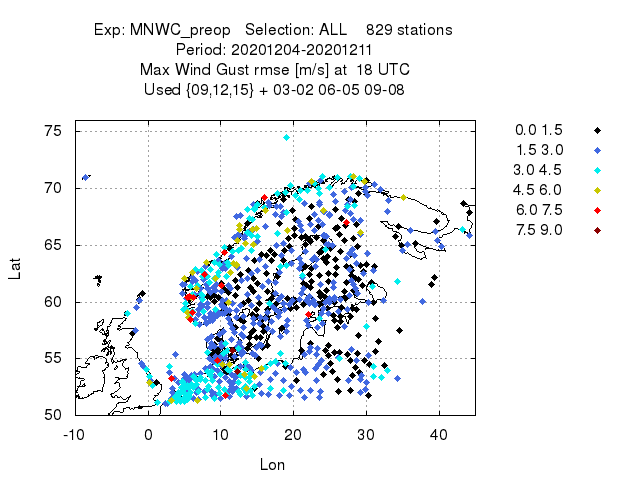 Exp: MNWC_preop   Selection: ALL    829 stations
Period: 20201204-20201211
Max Wind Gust rmse [m/s] at  18 UTC
Used {09,12,15} + 03-02 06-05 09-08
0.0 1.5
1.5 3.0
3.0 4.5
4.5 6.0
6.0 7.5
7.5 9.0
75
70
65
60
55
50
Lat
-10 0 10 20 30 40
Lon